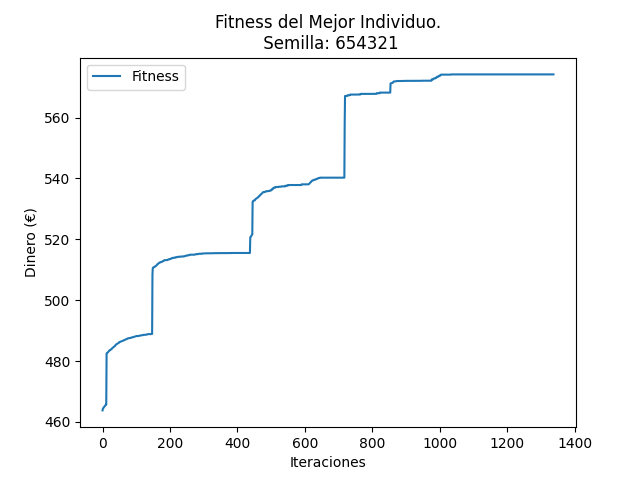 Fitness del Mejor Individuo.
Semilla: 654321
Fitness
Dinero (€)
560
540
520
500
480
460
0 200 400 600 800 1000 1200 1400
Iteraciones